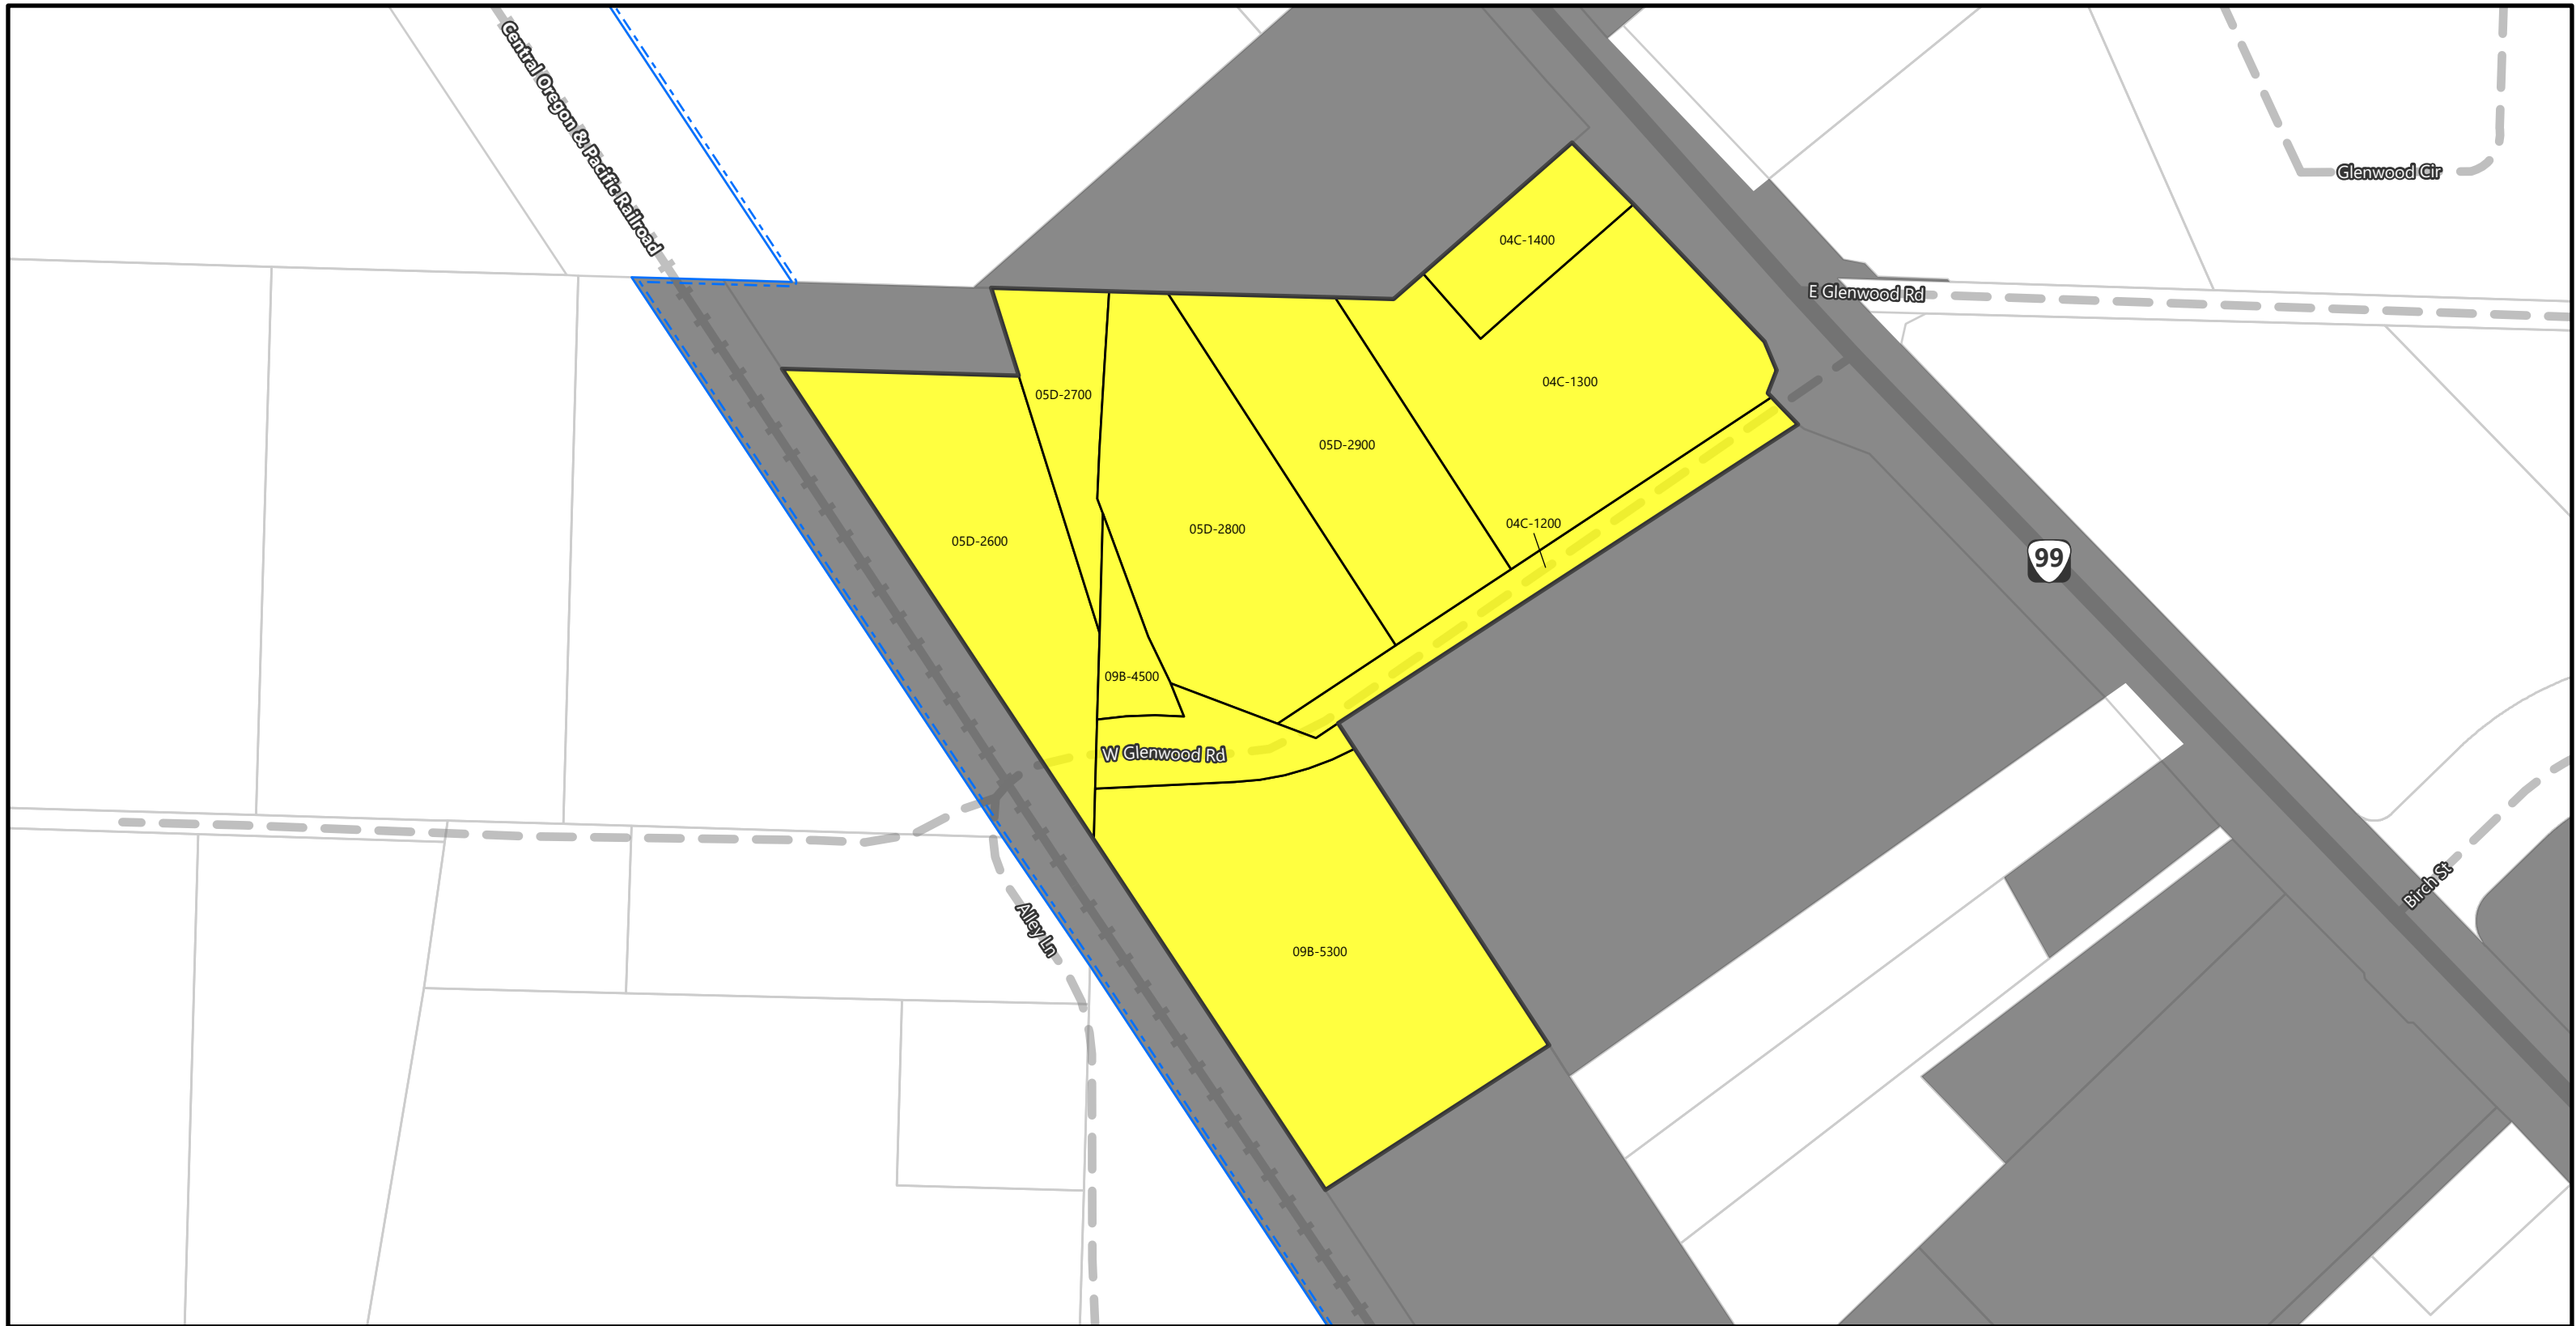 Central Oregon & Pacific Railroad
Glenwood Cir
04C-1400
E Glenwood Rd
04C-1300
05D-2700
05D-2900
04C-1200
05D-2800
05D-2600
99
09B-4500
W Glenwood Rd
Birch St
Alley Ln
09B-5300